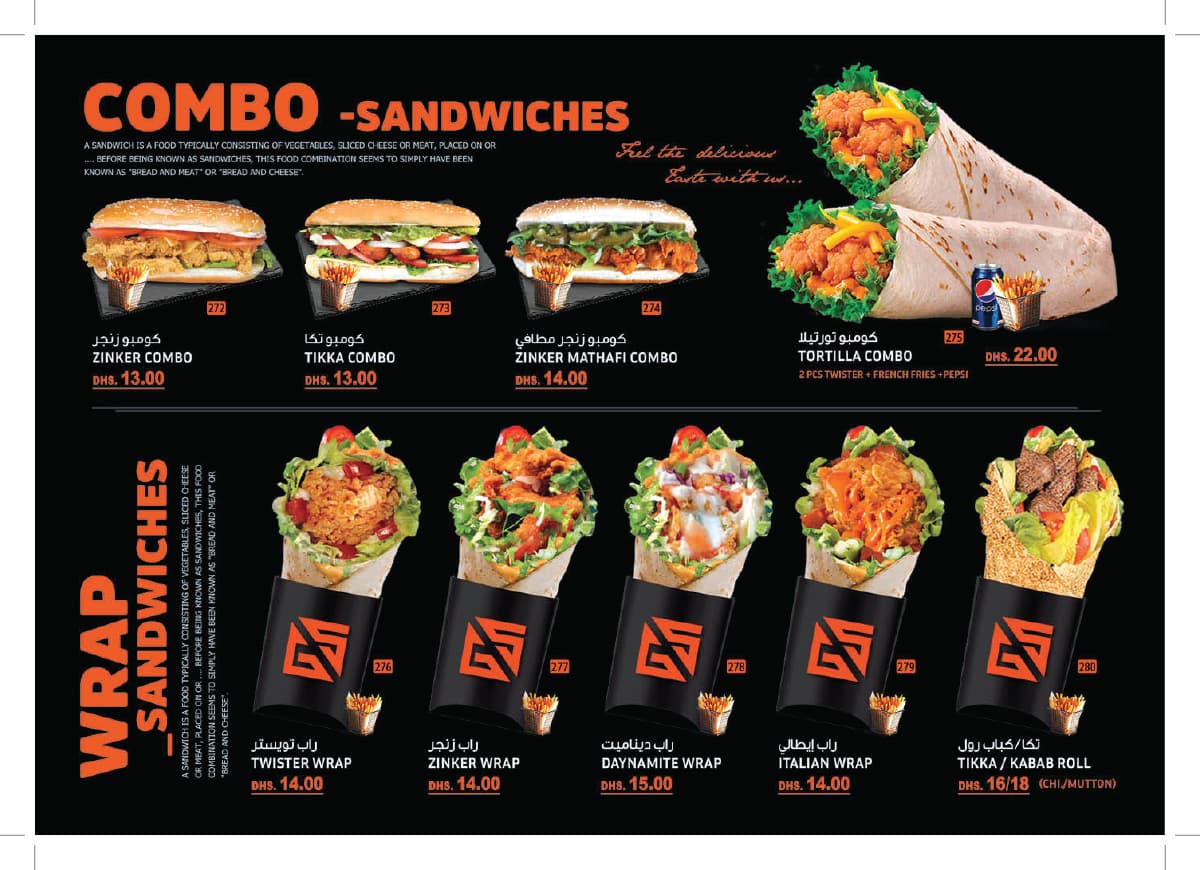 COMBO -SANDWICHES
A SANDWICH IS A FOOD TYPICALLY CONSISTING OF VEGETABLES, SLICED CHEESE OR MEAT, PLACED ON OR
.... BEFORE BEING KNOWN AS SANDWICHES, THIS FOOD COMBINATION SEEMS TO SIMPLY HAVE BEEN
KNOWN AS "BREAD AND MEAT" OR "BREAD AND CHEESE".
Feel the delicious
Taste with us...
272
كومبو زنجر
ZINKER COMBO
DHS. 13.00
273
كومبو تكا
TIKKA COMBO
DHS. 13.00
274
كومبو زنجر مطافي
ZINKER MATHAFI COMBO
DHS. 14.00
pepsi
275
كومبو تورتيلا
TORTILLA COMBO
2 PCS TWISTER + FRENCH FRIES +PEPSI
DHS. 22.00
WRAP
_SANDWICHES
A SANDWICH IS A FOOD TYPICALLY CONSISTING OF VEGETABLES, SLICED CHEESE
OR MEAT, PLACED ON OR .... BEFORE BEING KNOWN AS SANDWICHES, THIS FOOD
COMBINATION SEEMS TO SIMPLY HAVE BEEN KNOWN AS "BREAD AND MEAT" OR
"BREAD AND CHEESE".
276
راب تويستر
TWISTER WRAP
DHS. 14.00
277
راب زنجر
ZINKER WRAP
DHS. 14.00
278
راب ديناميت
DAYNAMITE WRAP
DHS. 15.00
279
راب إيطالي
ITALIAN WRAP
DHS. 14.00
280
تكا/كباب رول
TIKKA / KABAB ROLL
DHS. 16/18 (CHI./MUTTON)